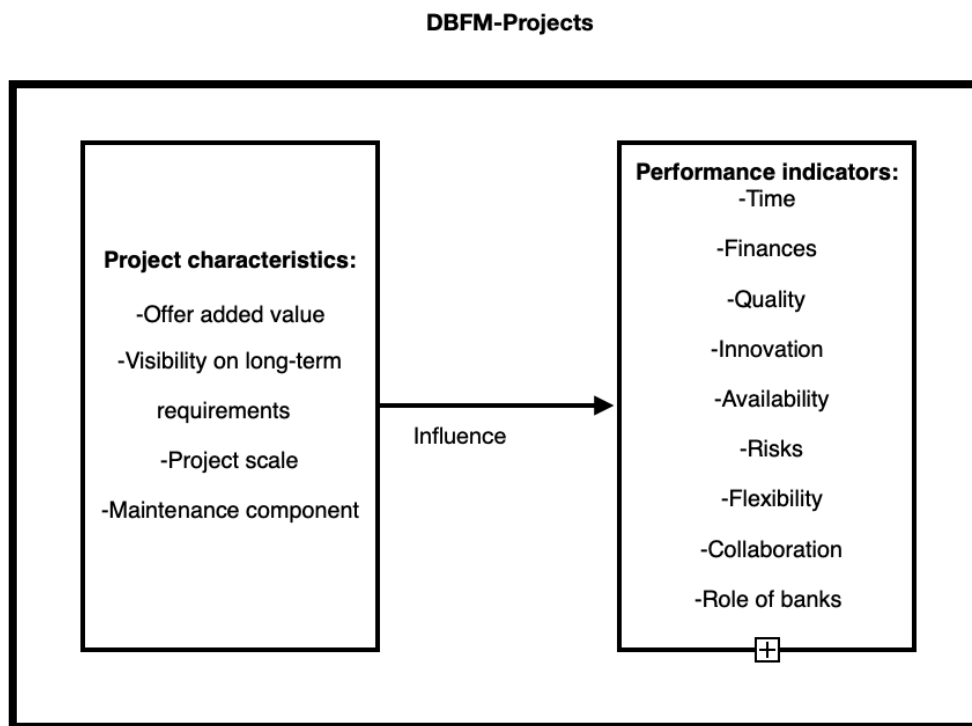 DBFM-Projects
Project characteristics:
-Offer added value
-Visibility on long-term
requirements
-Project scale
-Maintenance component
Influence
Performance indicators:
-Time
-Finances
-Quality
-Innovation
-Availability
-Risks
-Flexibility
-Collaboration
-Role of banks